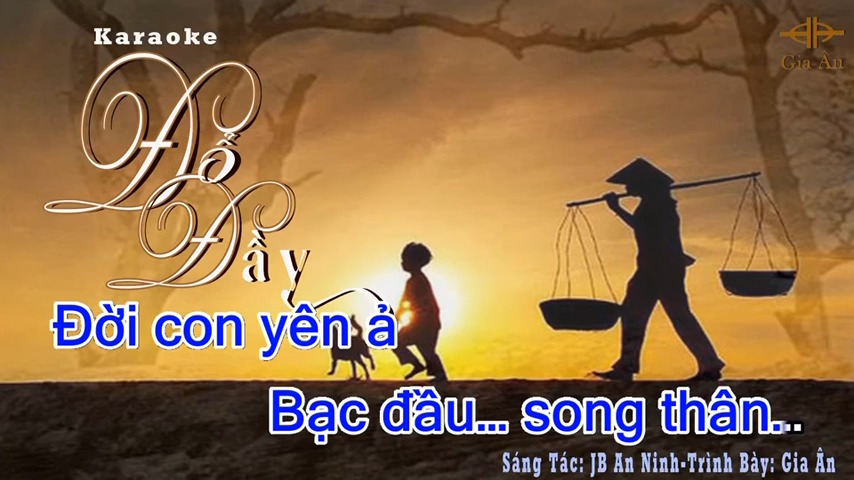 Karaoke
Gia Ân
Đỗ
Đầy
Đời con yên ả
Bạc đầu... song thân...
Sáng Tác: JB An Ninh-Trình Bày: Gia Ân